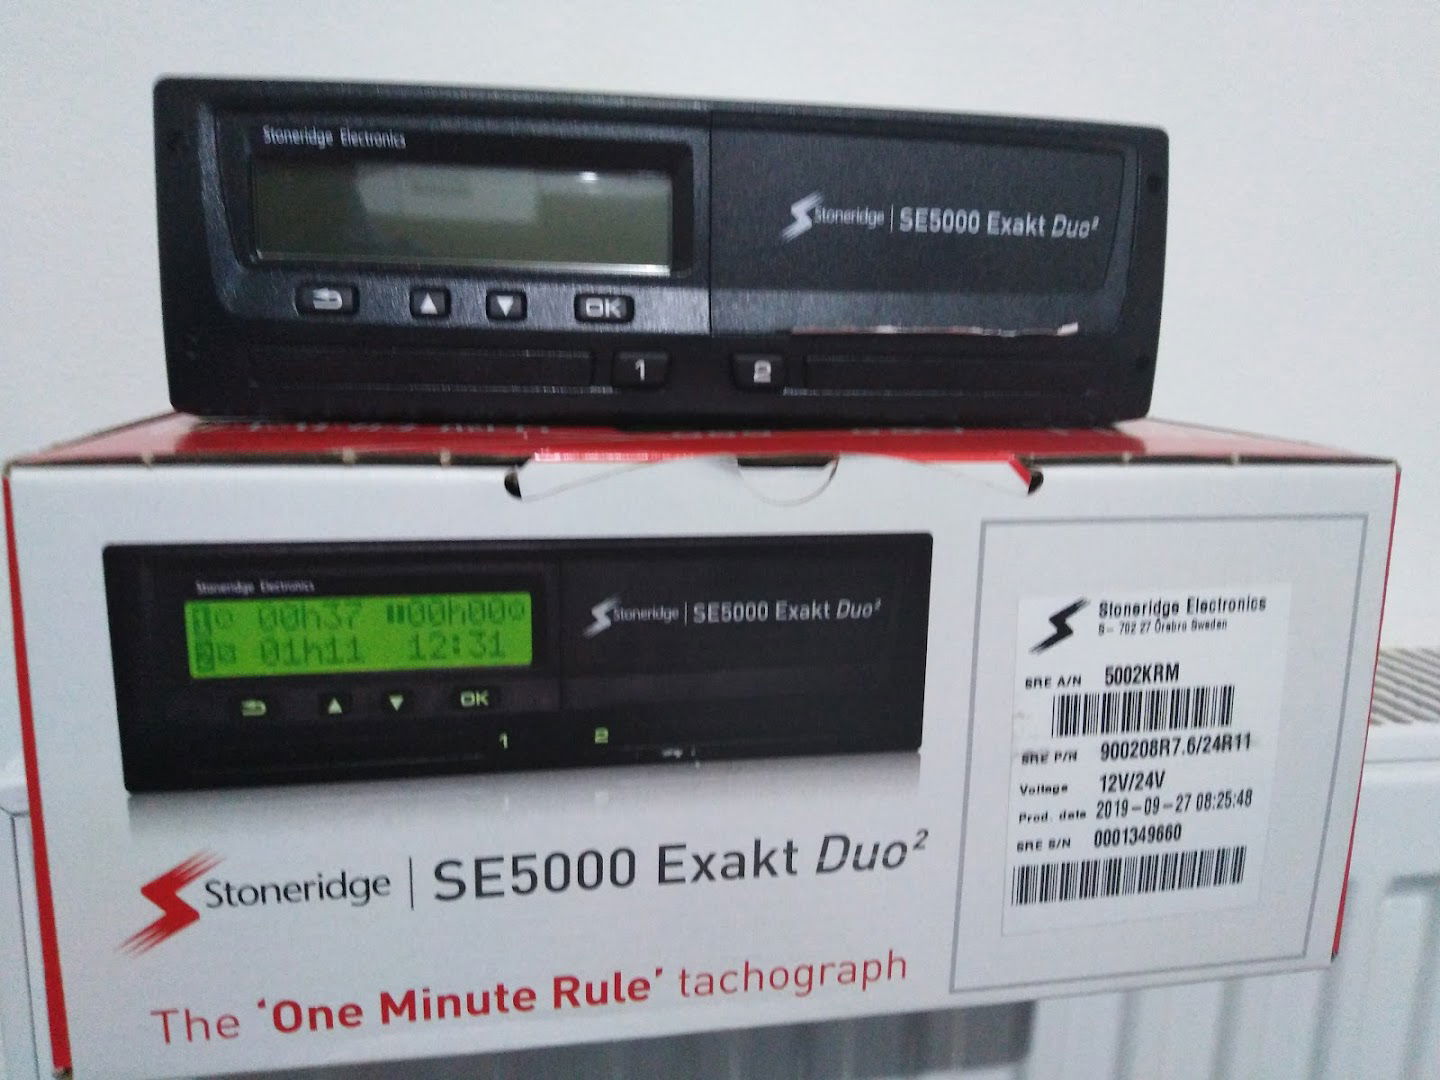 Stoneridge Electronics
Stoneridge | SE5000 Exakt Duo²
OK
1
2
Stoneridge Electronics
1 00h37 00h00
2 01h11 12:31
Stoneridge | SE5000 Exakt Duo²
OK
1
2
Stoneridge | SE5000 Exakt Duo²
The 'One Minute Rule' tachograph
Stoneridge Electronics
S- 702 27 Örebro Sweden
SRE A/N 5002KRM
SRE P/N 900208R7.6/24R11
Voltage 12V/24V
Prod. date 2019-09-27 08:25:48
SRE S/N 0001349660